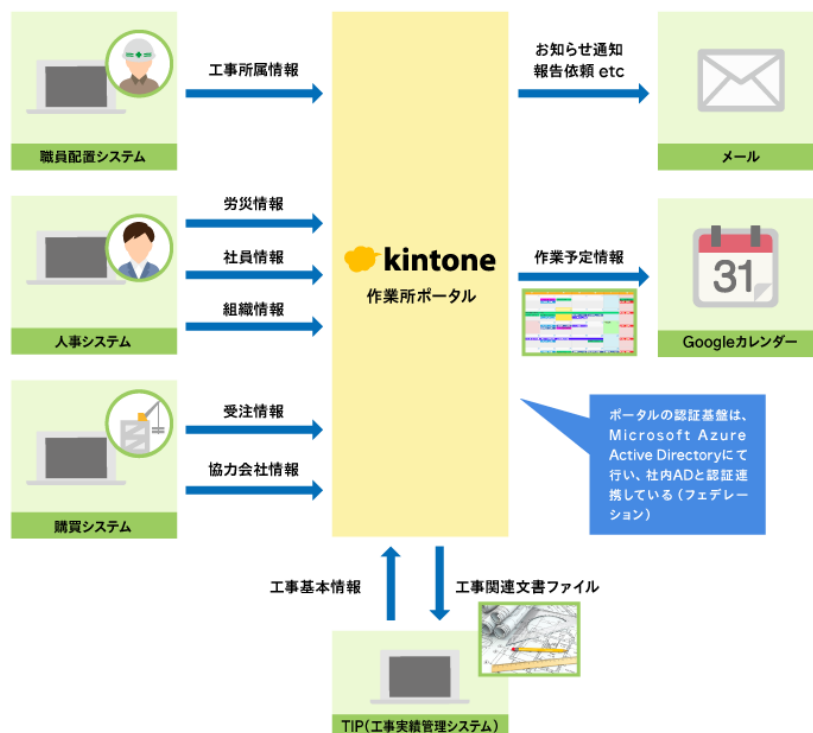 工事所属情報
お知らせ通知
報告依頼 etc
職員配置システム
メール
労災情報
社員情報
組織情報
kintone
作業所ポータル
作業予定情報
31
人事システム
Googleカレンダー
受注情報
協力会社情報
購買システム
ポータルの認証基盤は、
Microsoft Azure
Active Directoryにて
行い、社内ADと認証連
携している（フェデレー
ション）
工事基本情報
工事関連文書ファイル
TIP（工事実績管理システム）